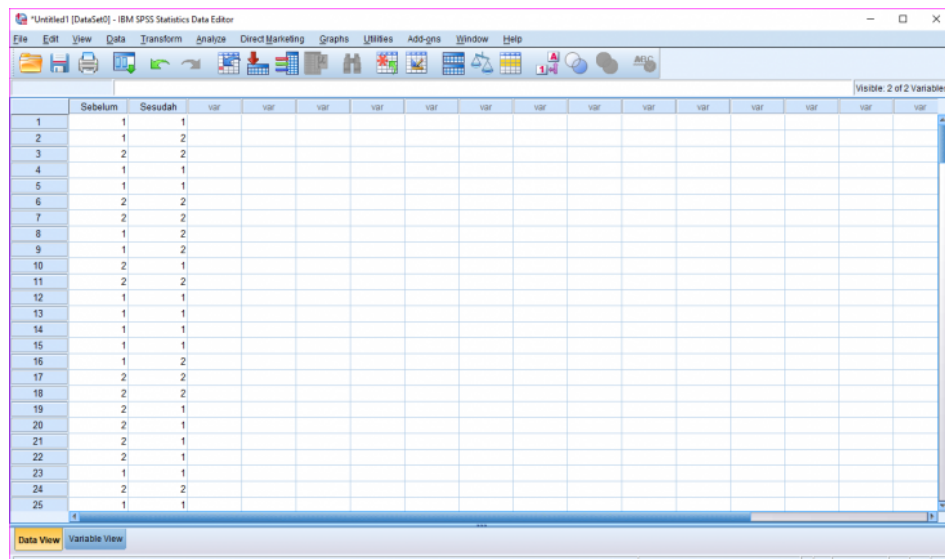 *Untitled1 [DataSet0] - IBM SPSS Statistics Data Editor
File Edit View Data Transform Analyze Direct Marketing Graphs Utilities Add-ons Window Help
Visible: 2 of 2 Variables
Sebelum Sesudah var var var var var var var var var var var var var var
1 1 1
2 1 2
3 2 2
4 1 1
5 1 1
6 2 2
7 2 2
8 1 2
9 1 2
10 2 1
11 2 2
12 1 1
13 1 1
14 1 1
15 1 1
16 1 2
17 2 2
18 2 2
19 2 1
20 2 1
21 2 1
22 2 1
23 1 1
24 2 2
25 1 1
Data View Variable View